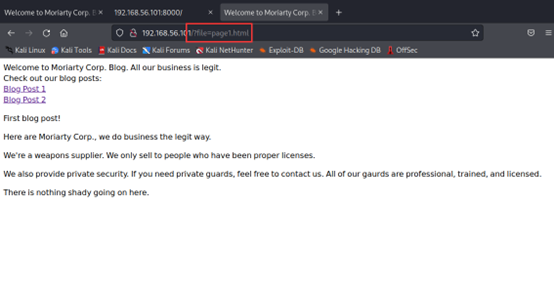 Welcome to Moriarty Corp. B
192.168.56.101:8000/
Welcome to Moriarty Corp. B
192.168.56.101/?file=page1.html
Kali Linux Kali Tools Kali Docs Kali Forums Kali NetHunter Exploit-DB Google Hacking DB OffSec
Welcome to Moriarty Corp. Blog. All our business is legit.
Check out our blog posts:
Blog Post 1
Blog Post 2
First blog post!
Here are Moriarty Corp., we do business the legit way.
We're a weapons supplier. We only sell to people who have been proper licenses.
We also provide private security. If you need private guards, feel free to contact us. All of our gaurds are professional, trained, and licensed.
There is nothing shady going on here.